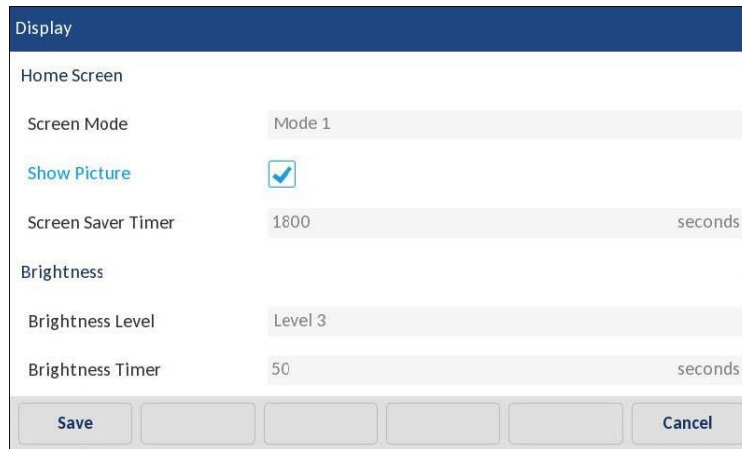 Display
Home Screen
Screen Mode Mode 1
Show Picture
Screen Saver Timer 1800 seconds
Brightness
Brightness Level Level 3
Brightness Timer 50 seconds
Save Cancel